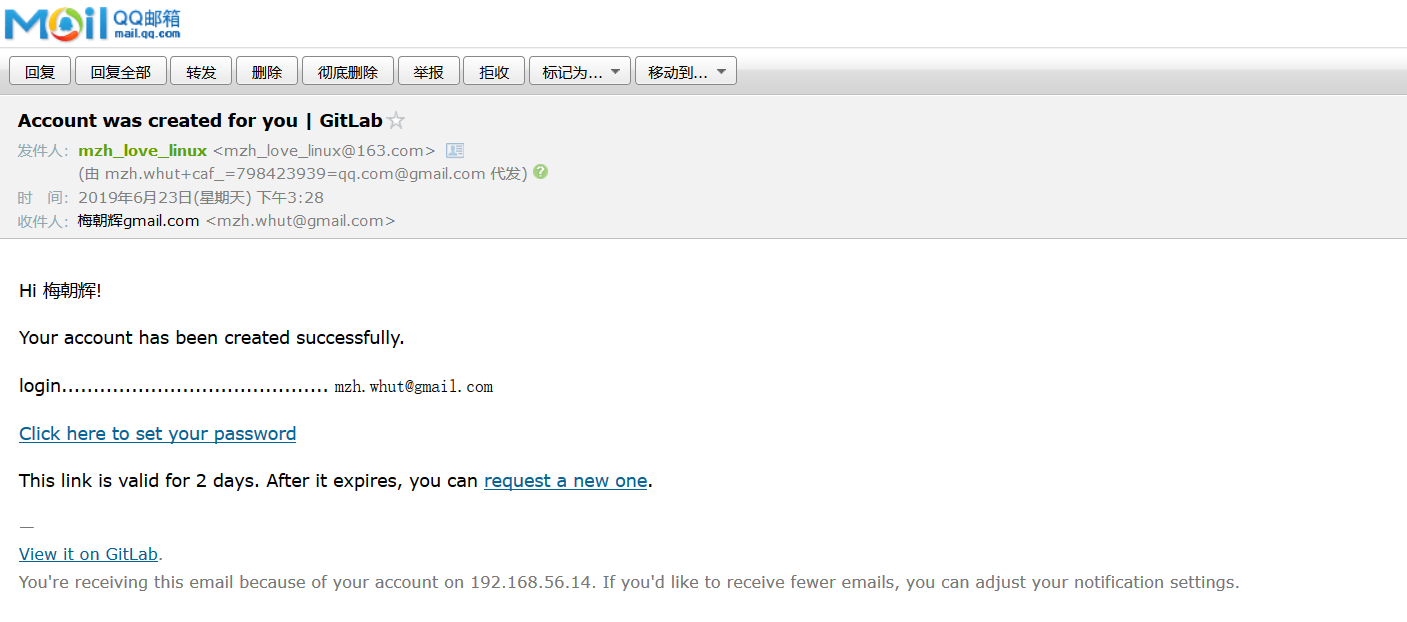 Mail QQ邮箱 mail.qq.com
回复 回复全部 转发 删除 彻底删除 举报 拒收 标记为... 移动到...
Account was created for you | GitLab
发件人： mzh_love_linux <mzh_love_linux@163.com>
(由 mzh.whut+caf_=798423939=qq.com@gmail.com 代发)
时 间： 2019年6月23日(星期天) 下午3:28
收件人： 梅朝辉gmail.com <mzh.whut@gmail.com>
Hi 梅朝辉!
Your account has been created successfully.
login.......................................... mzh.whut@gmail.com
Click here to set your password
This link is valid for 2 days. After it expires, you can request a new one.
—
View it on GitLab.
You're receiving this email because of your account on 192.168.56.14. If you'd like to receive fewer emails, you can adjust your notification settings.